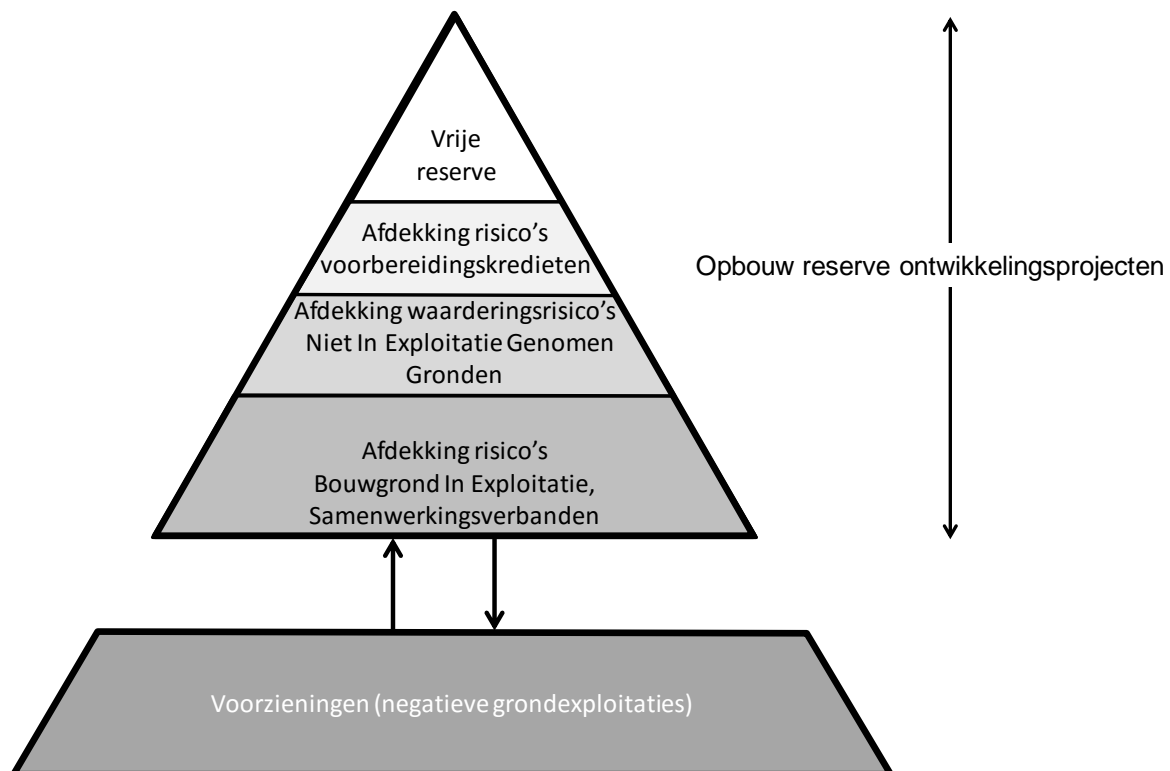 Vrije
reserve
Afdekking risico's
voorbereidingskredieten
Opbouw reserve ontwikkelingsprojecten
Afdekking waarderingsrisico's
Niet In Exploitatie Genomen
Gronden
Afdekking risico's
Bouwgrond In Exploitatie,
Samenwerkingsverbanden
Voorzieningen (negatieve grondexploitaties)